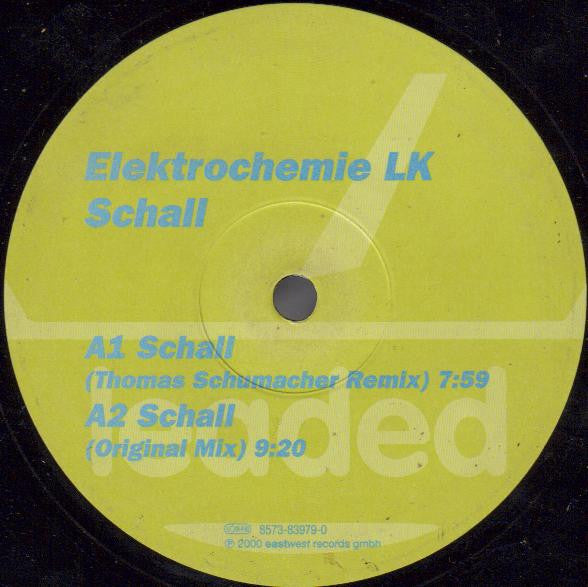 Elektrochemie LK
Schall
A1 Schall
(Thomas Schumacher Remix) 7:59
A2 Schall
loaded
(Original Mix) 9:20
8573-83979-0
℗ 2000 eastwest records gmbh